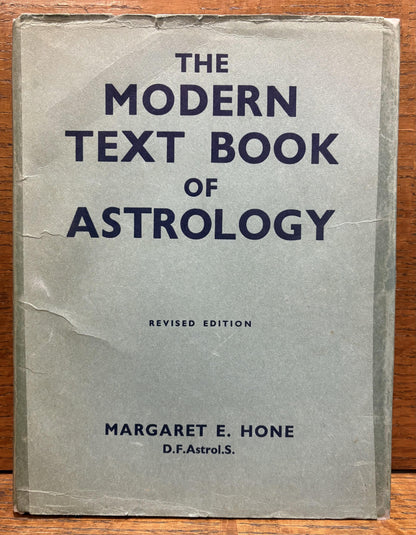 THE
MODERN
TEXT BOOK
OF
ASTROLOGY
REVISED EDITION
MARGARET E. HONE
D.F.Astrol.S.